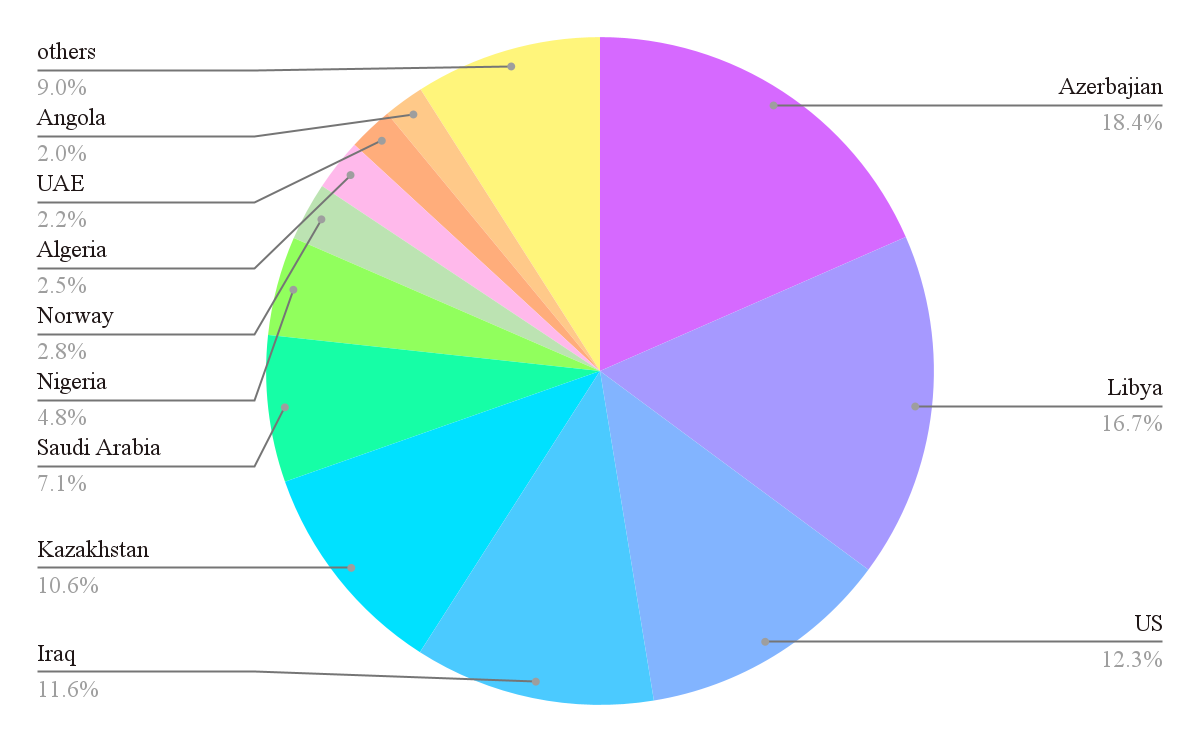 others
9.0%
Angola
2.0%
UAE
2.2%
Algeria
2.5%
Norway
2.8%
Nigeria
4.8%
Saudi Arabia
7.1%
Kazakhstan
10.6%
Iraq
11.6%
Azerbajian
18.4%
Libya
16.7%
US
12.3%